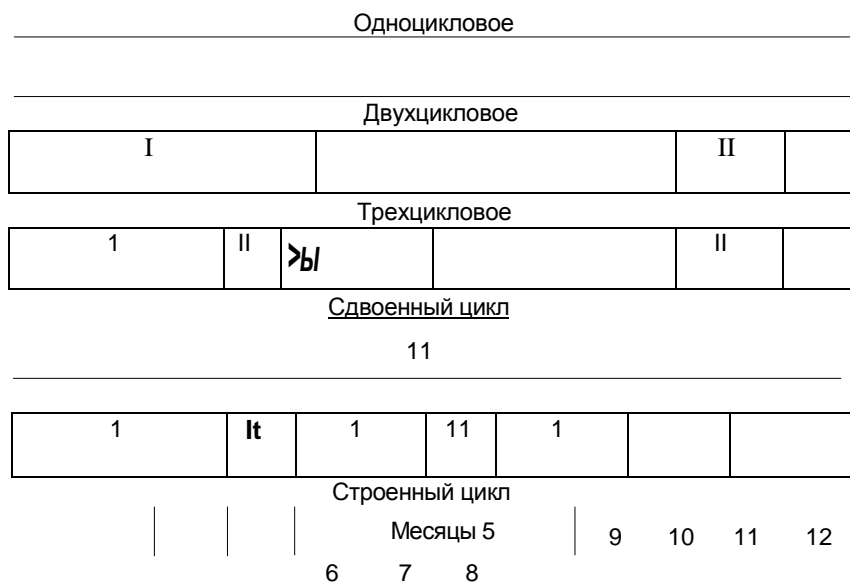 Одноцикловое
Двухцикловое
I II
Трехцикловое
1 II >ы II
Сдвоенный цикл
11
1 It 1 11 1
Строенный цикл
Месяцы 5 9 10 11 12
6 7 8